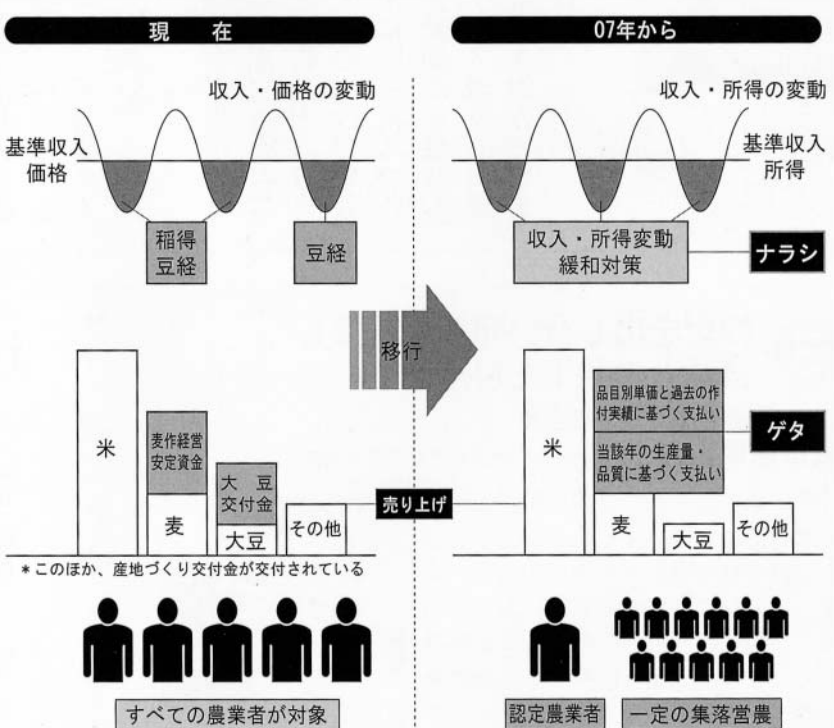 現 在
収入・価格の変動
基準収入
価格
稲得
豆経
豆経
米
麦作経営
安定資金
麦
大 豆
交付金
大豆
その他
*このほか、産地づくり交付金が交付されている
すべての農業者が対象
移行
売り上げ
07年から
収入・所得の変動
基準収入
所得
収入・所得変動
緩和対策
ナラシ
米
品目別単価と過去の作
付実績に基づく支払い
当該年の生産量・
品質に基づく支払い
ゲタ
麦
大豆
その他
認定農業者
一定の集落営農